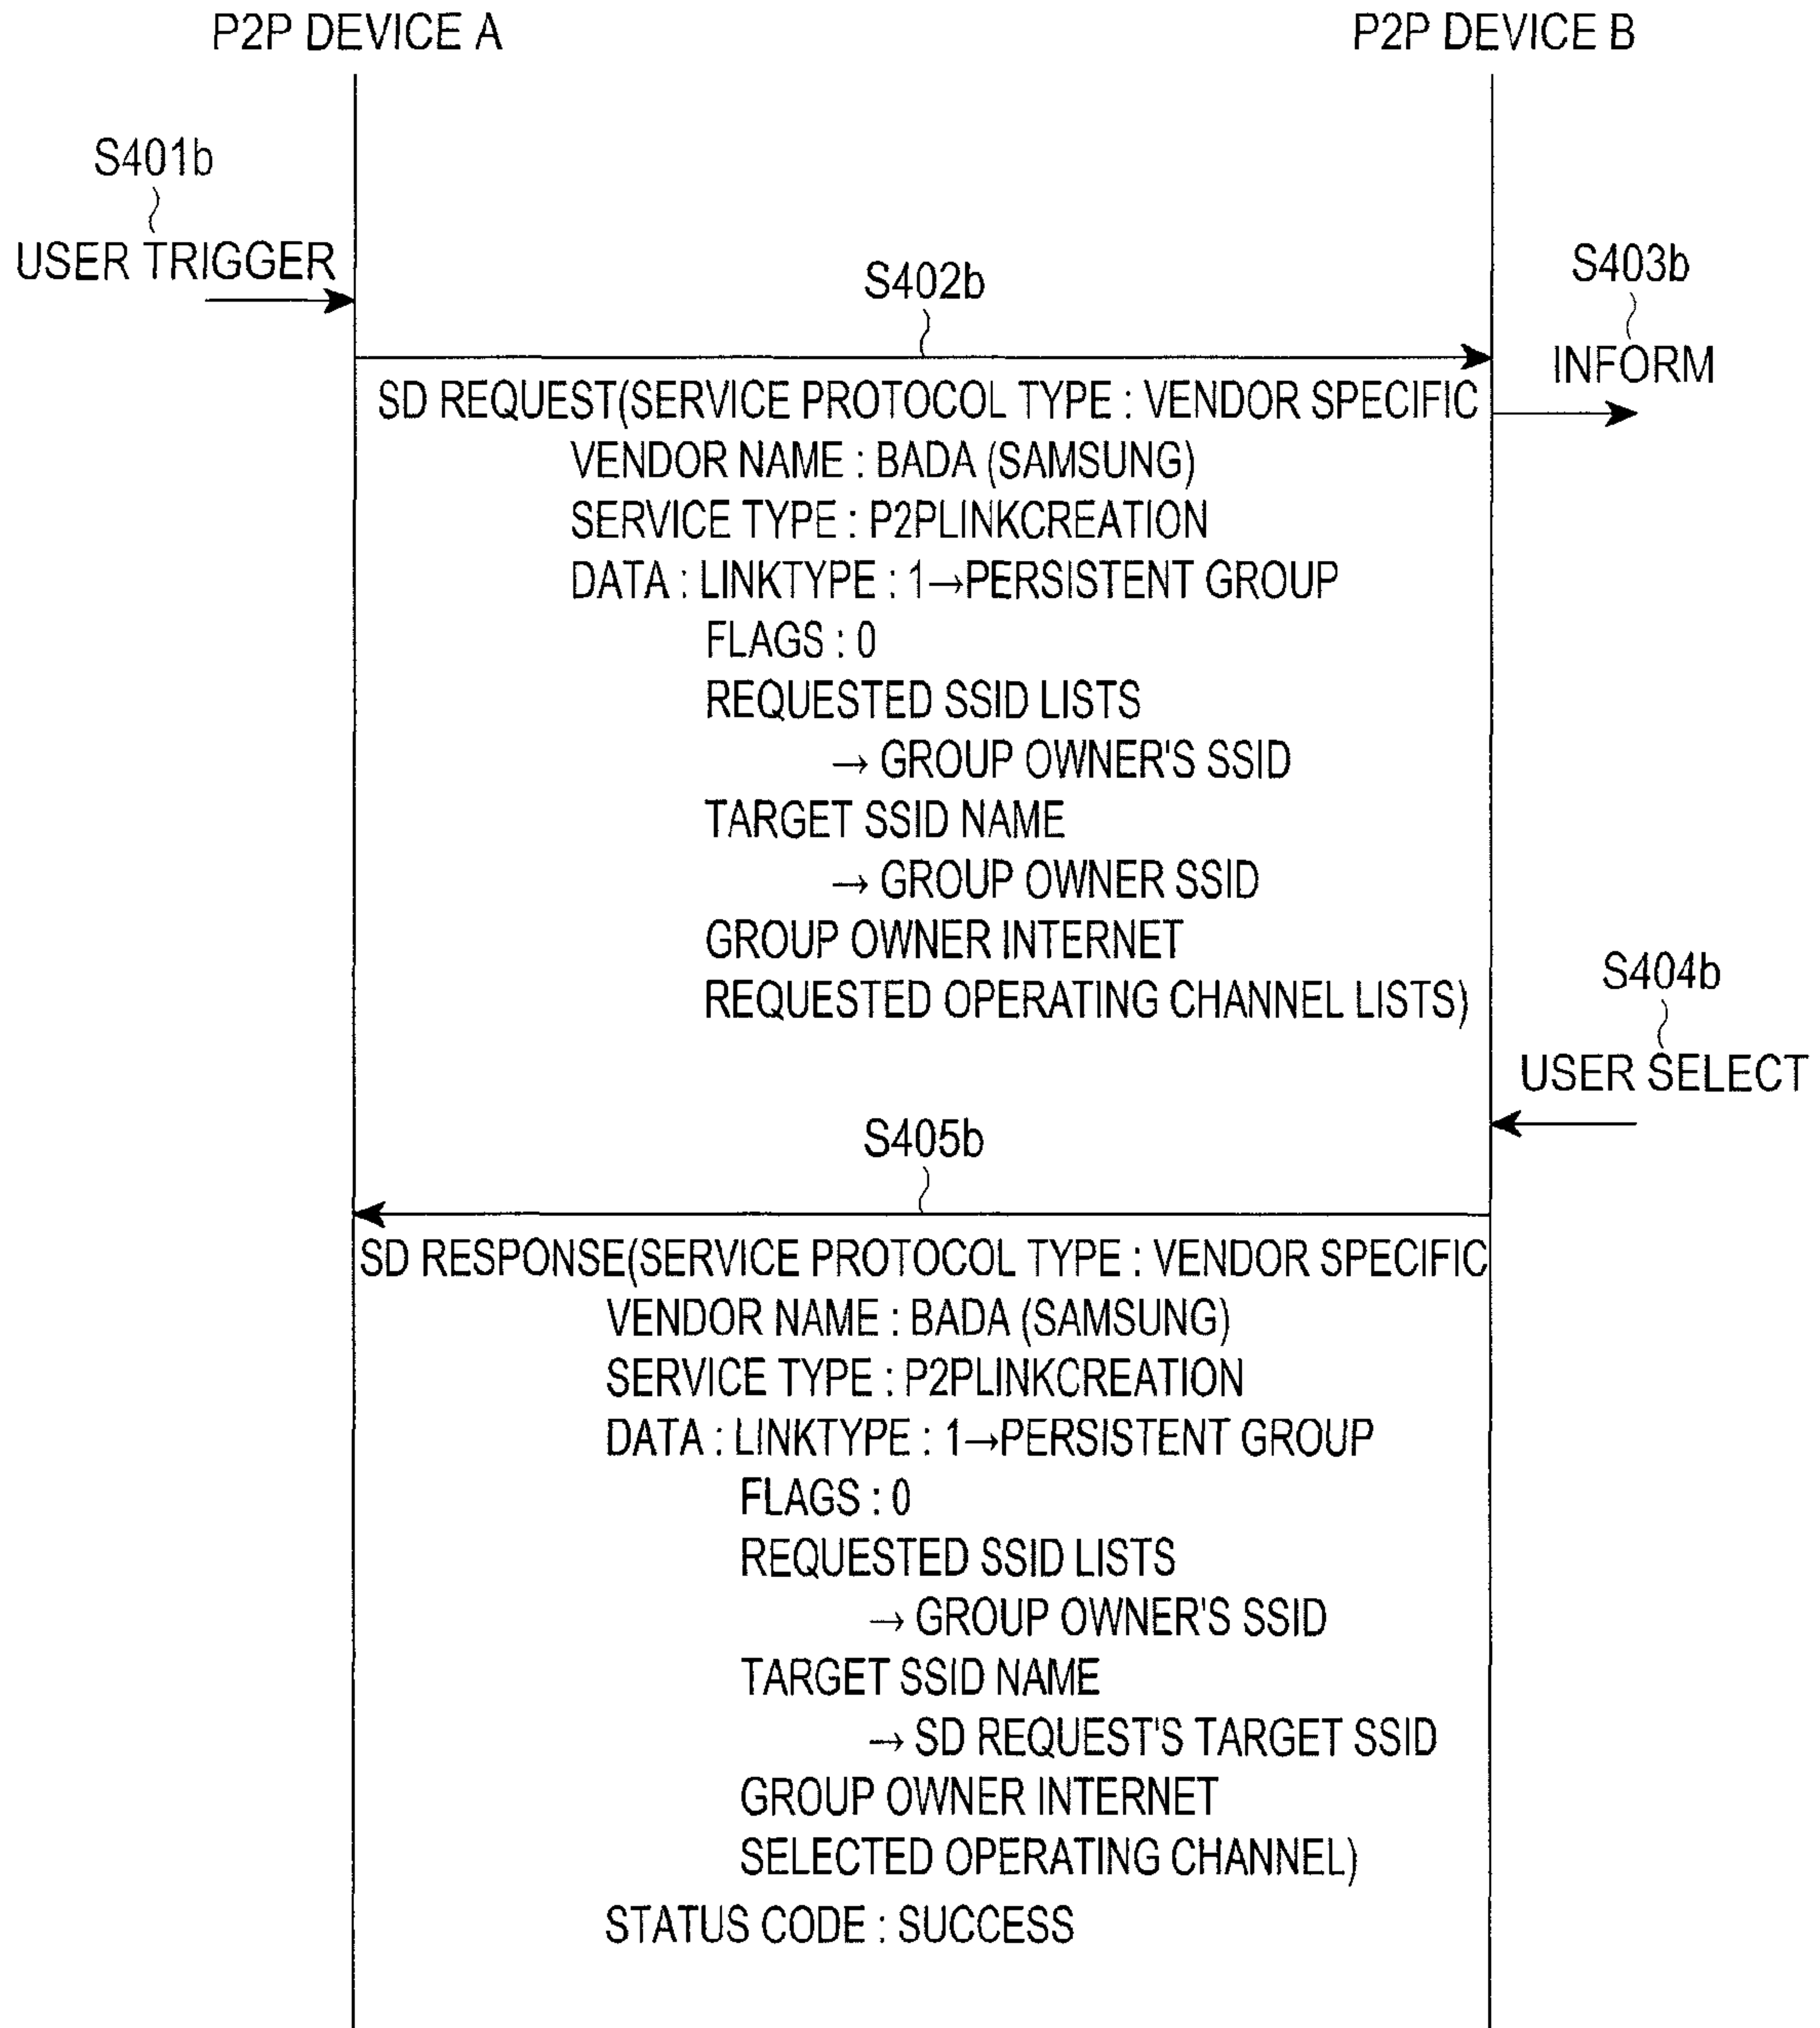 P2P DEVICE A
P2P DEVICE B
S401b
USER TRIGGER
S402b
S403b
INFORM
SD REQUEST(SERVICE PROTOCOL TYPE : VENDOR SPECIFIC
VENDOR NAME : BADA (SAMSUNG)
SERVICE TYPE : P2PLINKCREATION
DATA : LINKTYPE : 1→PERSISTENT GROUP
FLAGS : 0
REQUESTED SSID LISTS
→ GROUP OWNER'S SSID
TARGET SSID NAME
→ GROUP OWNER SSID
GROUP OWNER INTERNET
REQUESTED OPERATING CHANNEL LISTS)
S404b
USER SELECT
S405b
SD RESPONSE(SERVICE PROTOCOL TYPE : VENDOR SPECIFIC
VENDOR NAME : BADA (SAMSUNG)
SERVICE TYPE : P2PLINKCREATION
DATA : LINKTYPE : 1→PERSISTENT GROUP
FLAGS : 0
REQUESTED SSID LISTS
→ GROUP OWNER'S SSID
TARGET SSID NAME
→ SD REQUEST'S TARGET SSID
GROUP OWNER INTERNET
SELECTED OPERATING CHANNEL)
STATUS CODE : SUCCESS